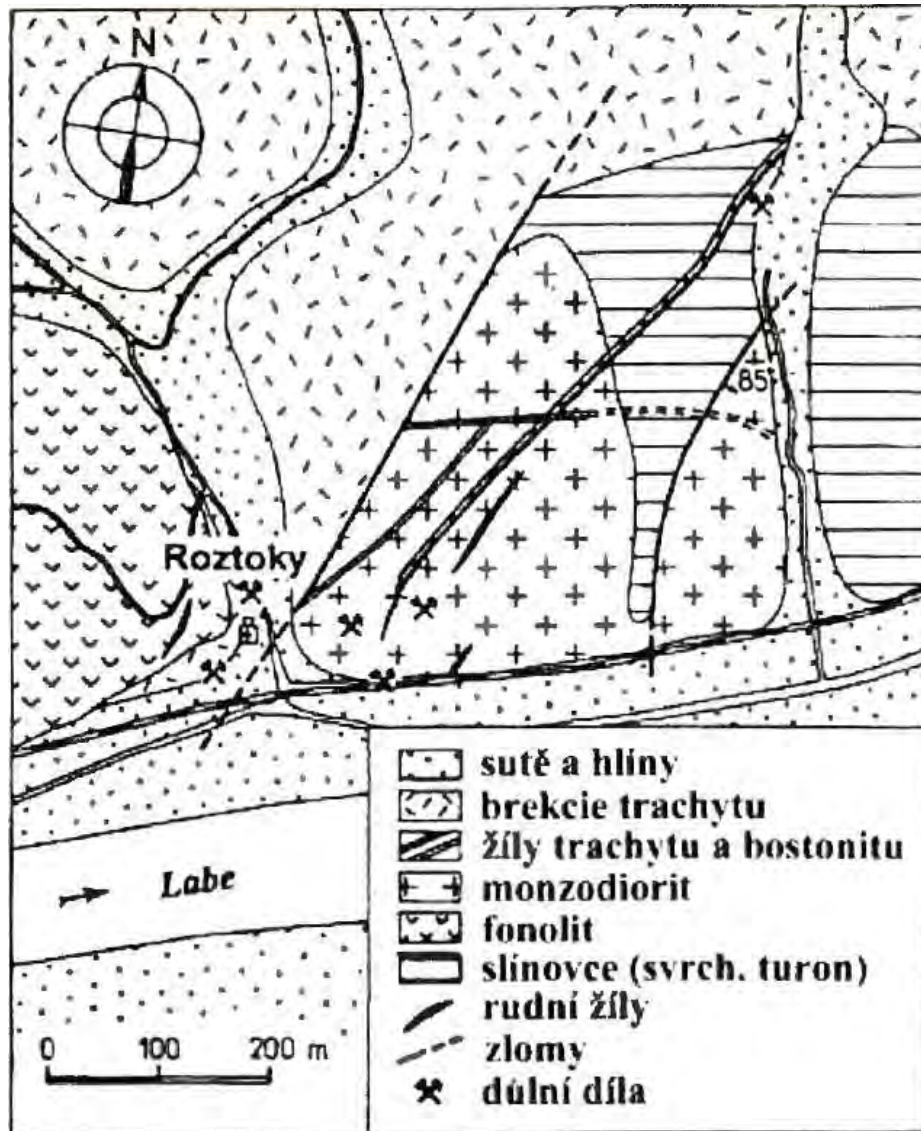 N
85
Roztoky
sutě a hlíny
brekcie trachytu
žíly trachytu a bostonitu
monzodiorit
fonolit
slínovce (svrch. turon)
rudní žíly
zlomy
důlní díla
Labe
0 100 200 m